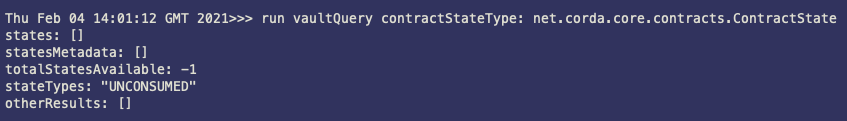 Thu Feb 04 14:01:12 GMT 2021>>> run vaultQuery contractStateType: net.corda.core.contracts.ContractState
states: []
statesMetadata: []
totalStatesAvailable: -1
stateTypes: "UNCONSUMED"
otherResults: []